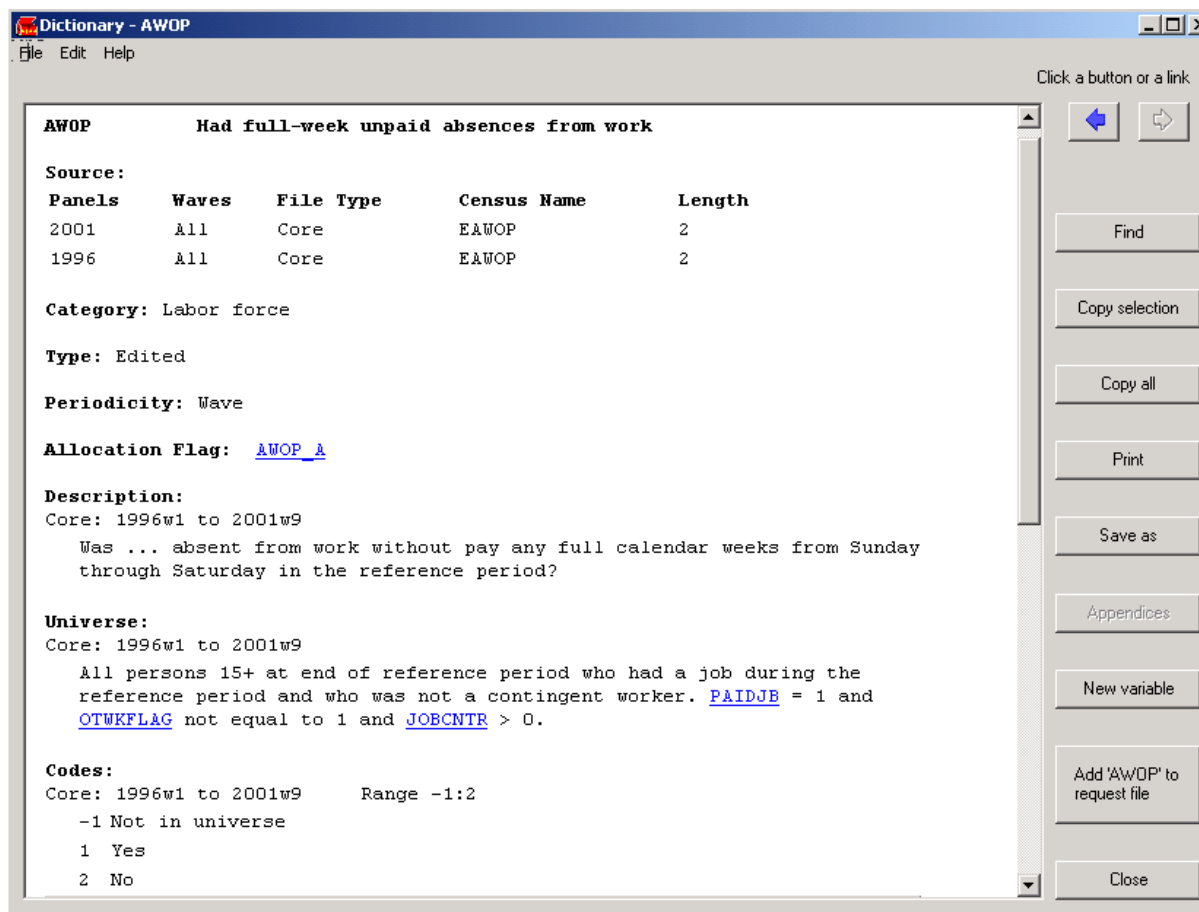 Dictionary - AWOP
File Edit Help
Click a button or a link
AWOP Had full-week unpaid absences from work
Source:
Panels Waves File Type Census Name Length
2001 All Core EAWOP 2
1996 All Core EAWOP 2
Category: Labor force
Type: Edited
Periodicity: Wave
Allocation Flag: AWOP_A
Description:
Core: 1996w1 to 2001w9
Was ... absent from work without pay any full calendar weeks from Sunday
through Saturday in the reference period?
Universe:
Core: 1996w1 to 2001w9
All persons 15+ at end of reference period who had a job during the
reference period and who was not a contingent worker. PAIDJB = 1 and
OTWKFLAG not equal to 1 and JOBCNTR > 0.
Codes:
Core: 1996w1 to 2001w9 Range -1:2
-1 Not in universe
1 Yes
2 No
Find
Copy selection
Copy all
Print
Save as
Appendices
New variable
Add 'AWOP' to
request file
Close